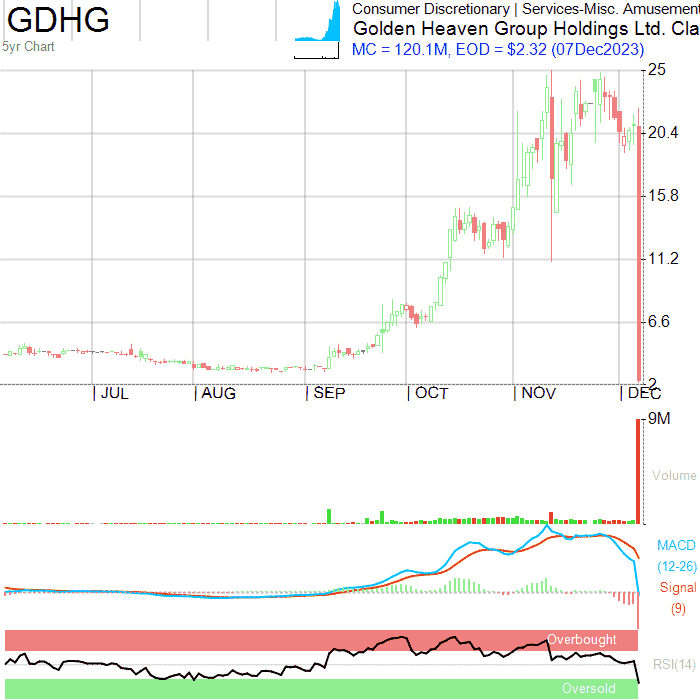 GDHG
5yr Chart
Consumer Discretionary | Services-Misc. Amusement
Golden Heaven Group Holdings Ltd. Cla
MC = 120.1M, EOD = $2.32 (07Dec2023)
25
20.4
15.8
11.2
6.6
2
JUL AUG SEP OCT NOV DEC
9M
Volume
MACD
(12-26)
Signal
(9)
Overbought
RSI(14)
Oversold